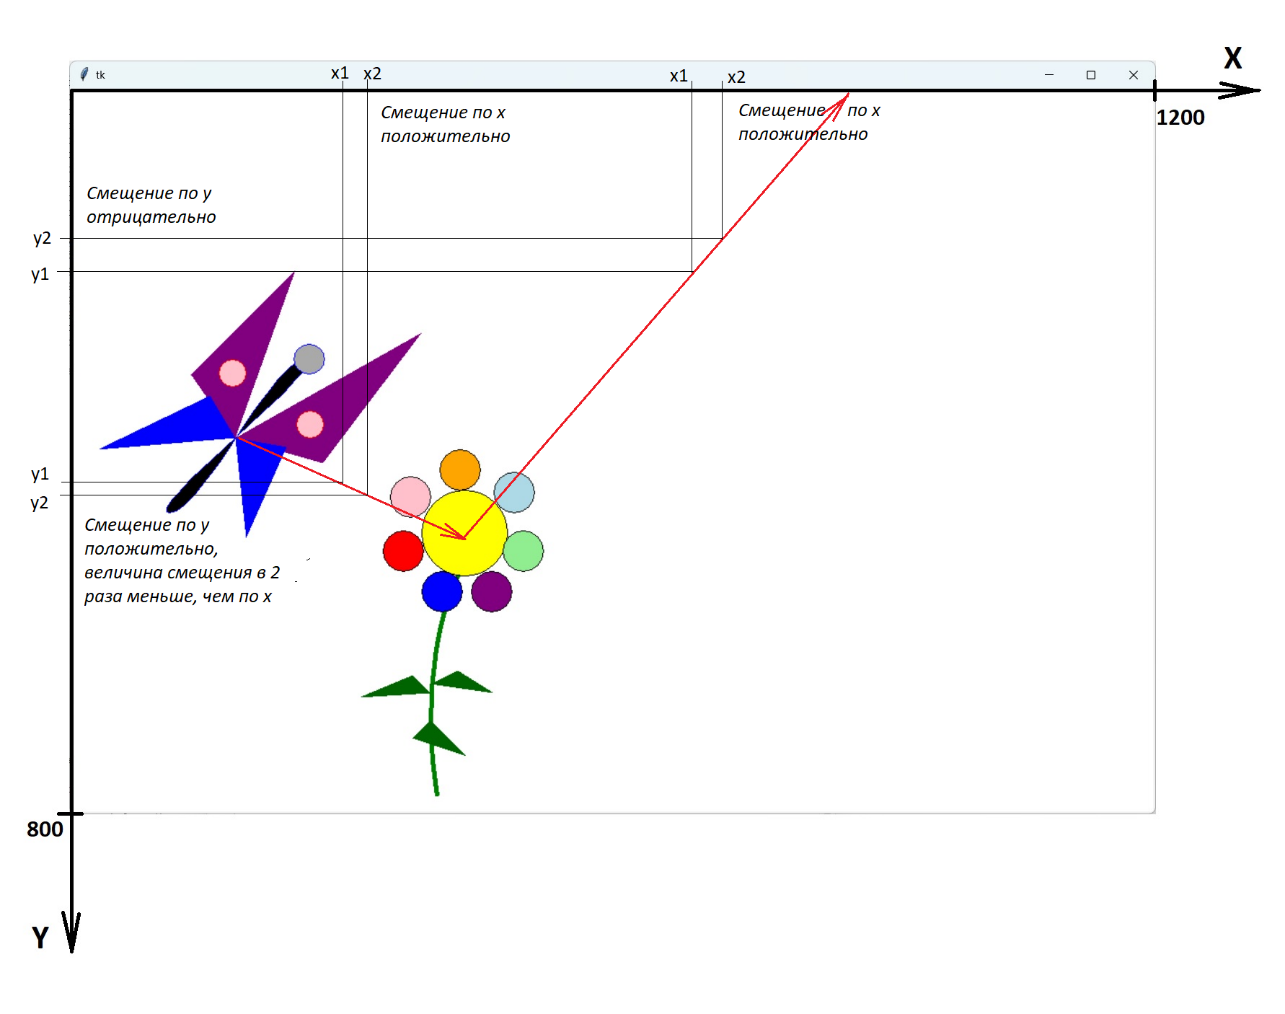 X
tk
x1
x2
x1
x2
1200
Смещение по x
положительно
Смещение по x
положительно
Смещение по y
отрицательно
y2
y1
y1
y2
Смещение по y
положительно,
величина смещения в 2
раза меньше, чем по x
800
Y